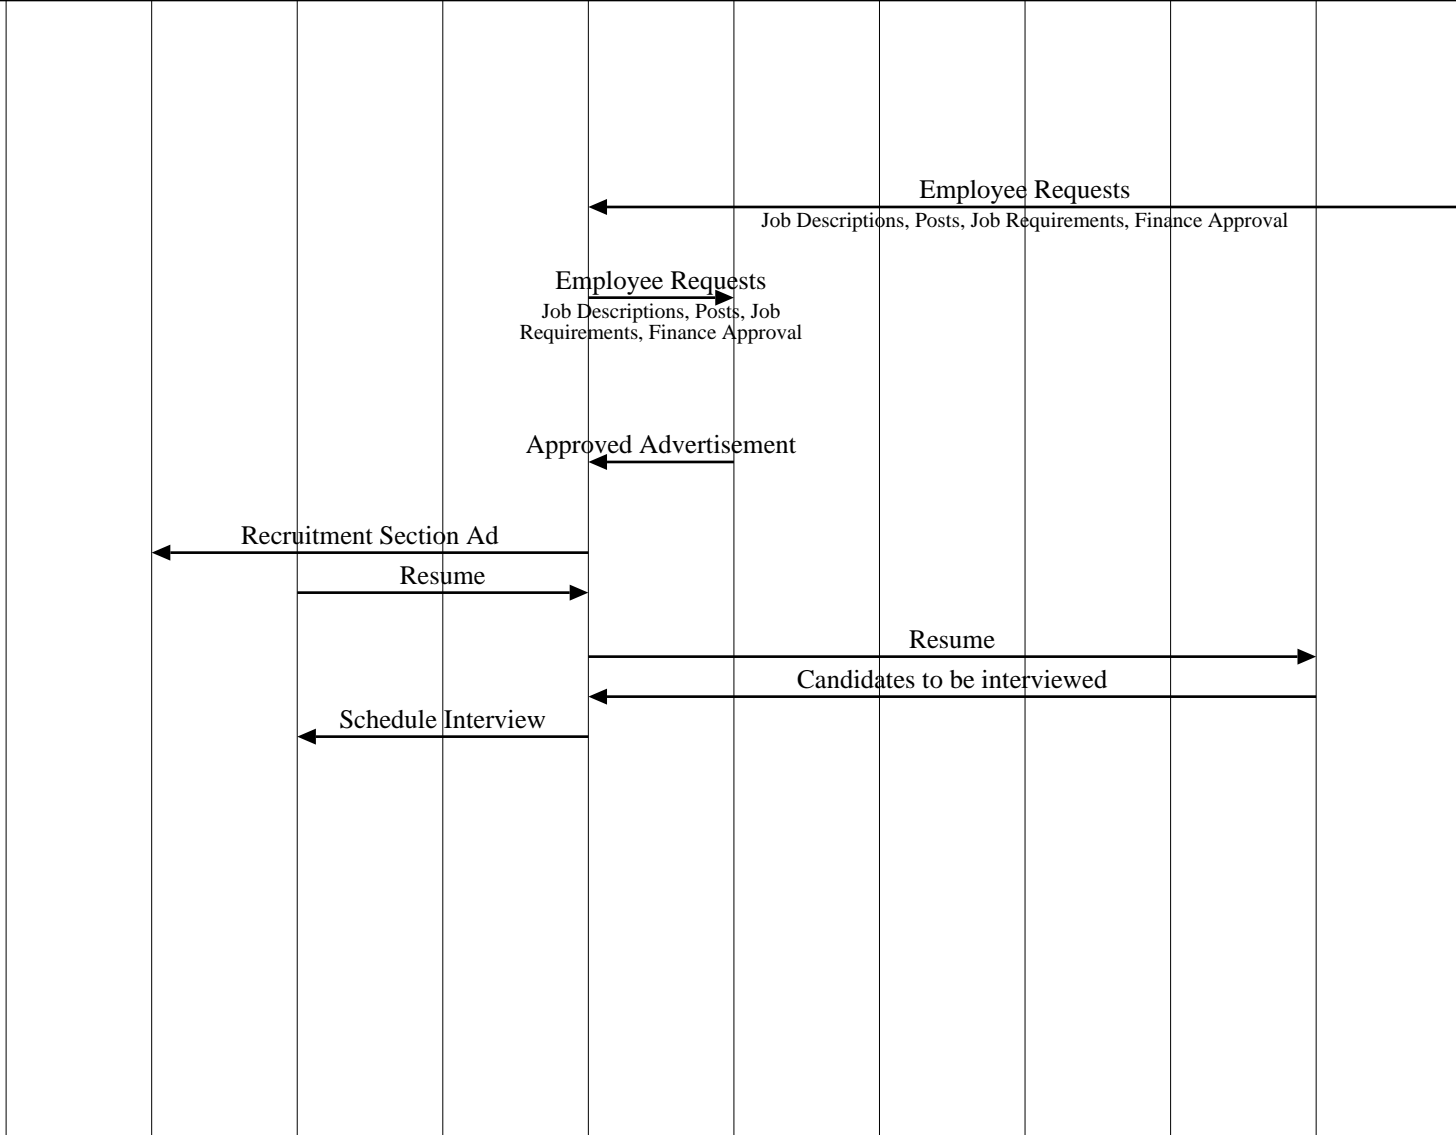 Employee Requests
Job Descriptions, Posts, Job Requirements, Finance Approval
Employee Requests
Job Descriptions, Posts, Job
Requirements, Finance Approval
Approved Advertisement
Recruitment Section Ad
Resume
Resume
Candidates to be interviewed
Schedule Interview